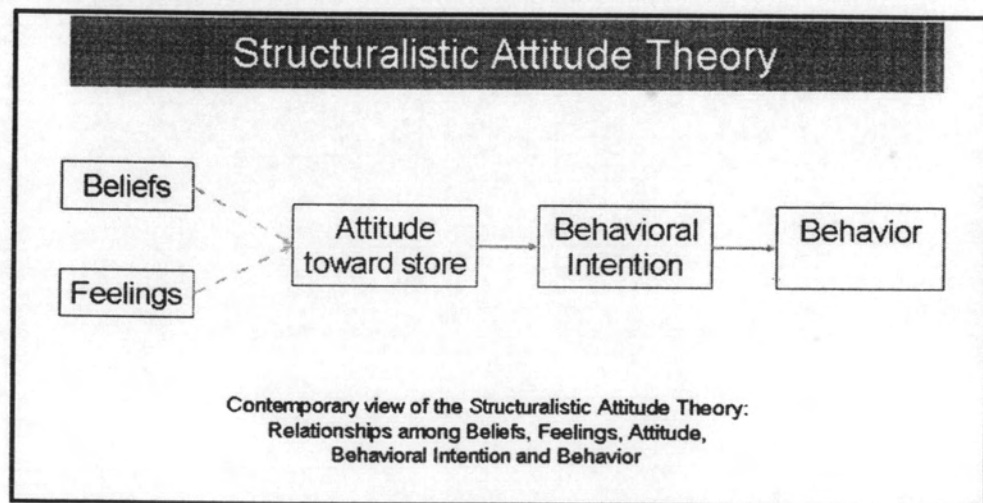 Structuralistic Attitude Theory
Beliefs
Feelings
Attitude
toward store
Behavioral
Intention
Behavior
Contemporary view of the Structuralistic Attitude Theory:
Relationships among Beliefs, Feelings, Attitude,
Behavioral Intention and Behavior